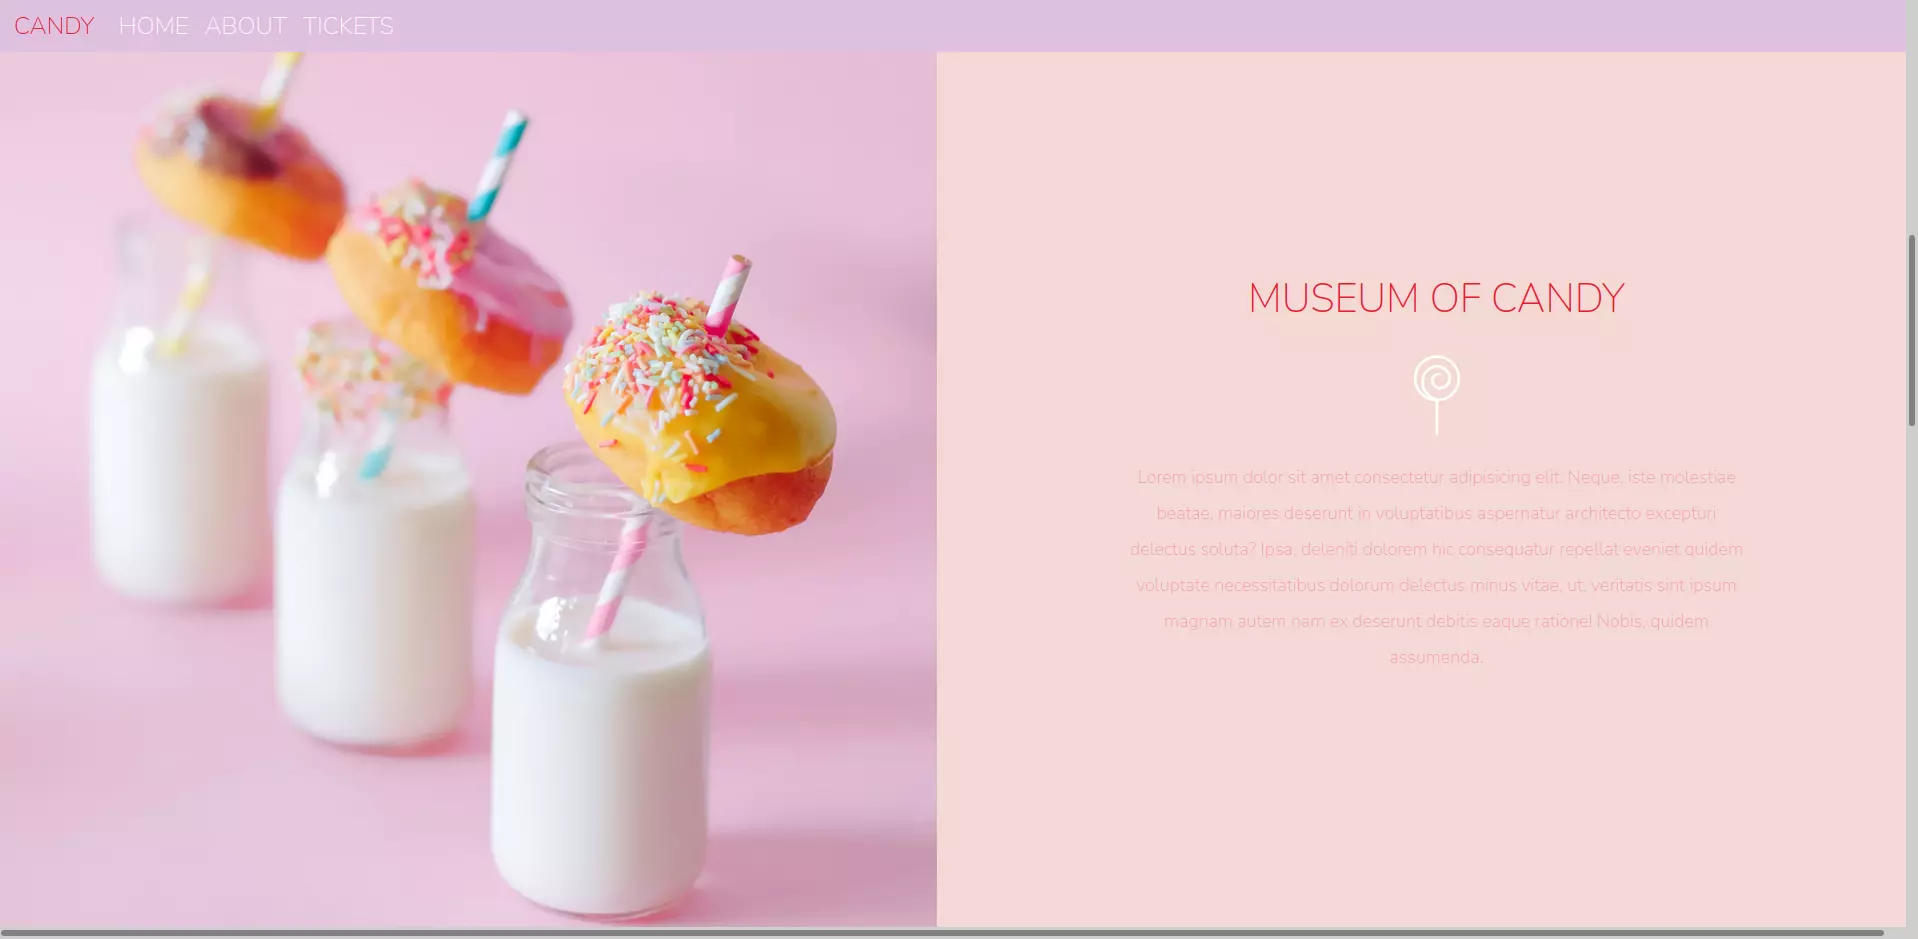 CANDY HOME ABOUT TICKETS
MUSEUM OF CANDY
Lorem ipsum dolor sit amet consectetur adipisicing elit. Neque, iste molestiae
beatae, maiores deserunt in voluptatibus aspernatur architecto excepturi
delectus soluta? Ipsa, deleniti dolorem hic consequatur repellat eveniet quidem
voluptate necessitatibus dolorum delectus minus vitae, ut, veritatis sint ipsum
magnam autem nam ex deserunt debitis eaque ratione! Nobis, quidem
assumenda.